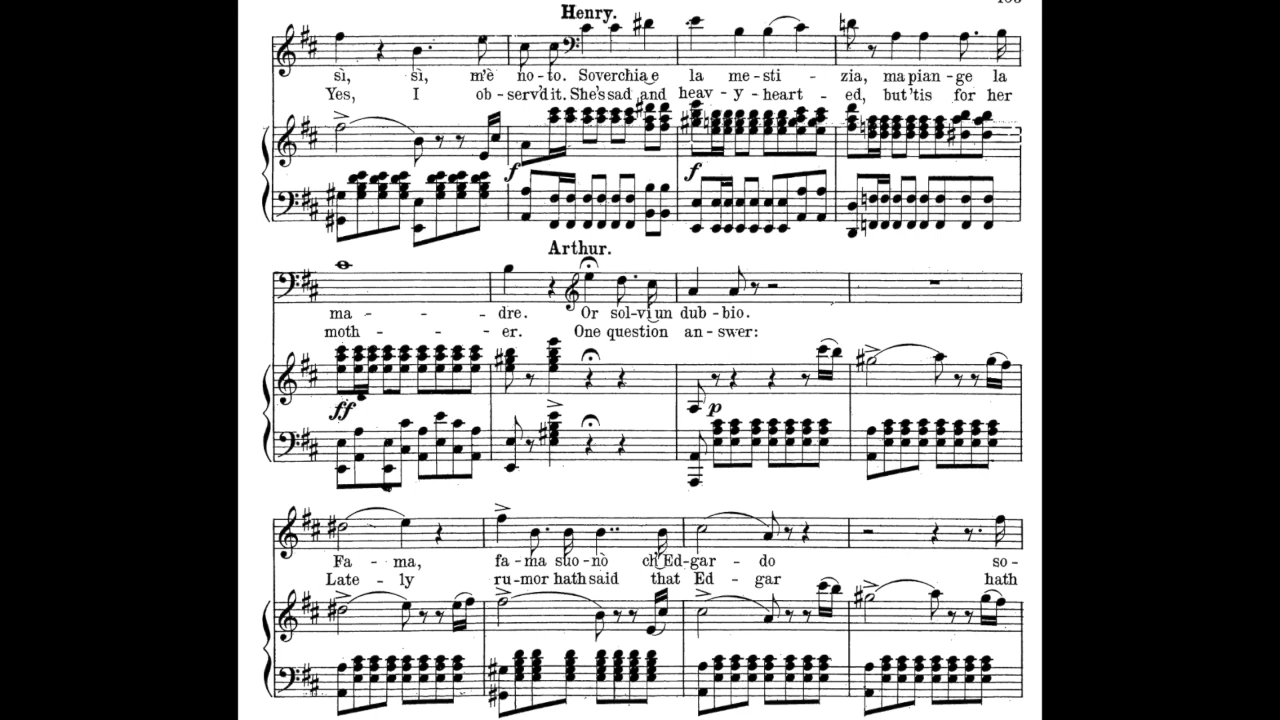 Henry.
sì, sì, m'è no-to. Soverchia e la me-sti-zia, ma pian-ge la
Yes, I ob-serv'd it. She's sad and heav-y-heart-ed, but 'tis for her
f f
Arthur.
ma-dre. Or sol-vi un dub-bio.
moth-er. One question an-swer:
ff p
Fa-ma, fa-ma suo-nò ch'Ed-gar-do so-
Late-ly ru-mor hath said that Ed-gar hath